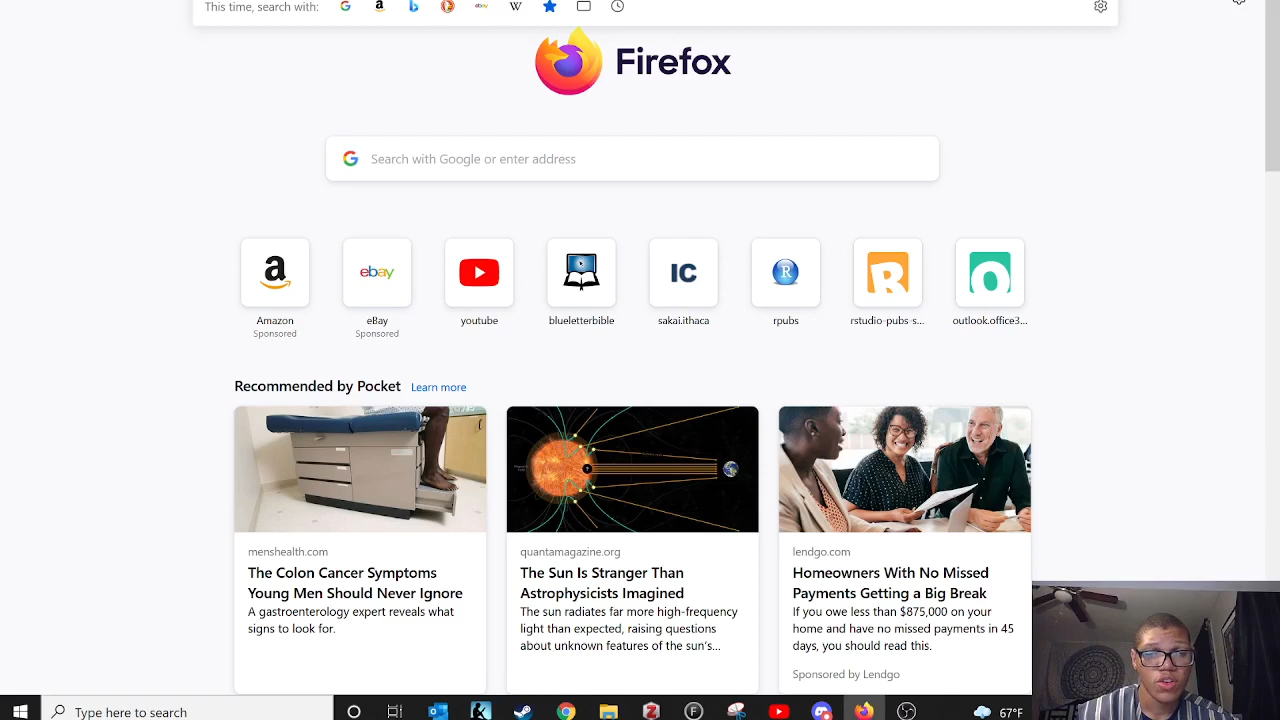 This time, search with:
Firefox
Search with Google or enter address
Amazon
Sponsored
eBay
Sponsored
youtube
blueletterbible
sakai.ithaca
rpubs
rstudio-pubs-s...
outlook.office3...
ebay
IC
Recommended by Pocket Learn more
menshealth.com
The Colon Cancer Symptoms
Young Men Should Never Ignore
A gastroenterology expert reveals what
signs to look for.
quantamagazine.org
The Sun Is Stranger Than
Astrophysicists Imagined
The sun radiates far more high-frequency
light than expected, raising questions
about unknown features of the sun's...
lendgo.com
Homeowners With No Missed
Payments Getting a Big Break
If you owe less than $875,000 on your
home and have no missed payments in 45
days, you should read this.
Sponsored by Lendgo
Type here to search
67°F